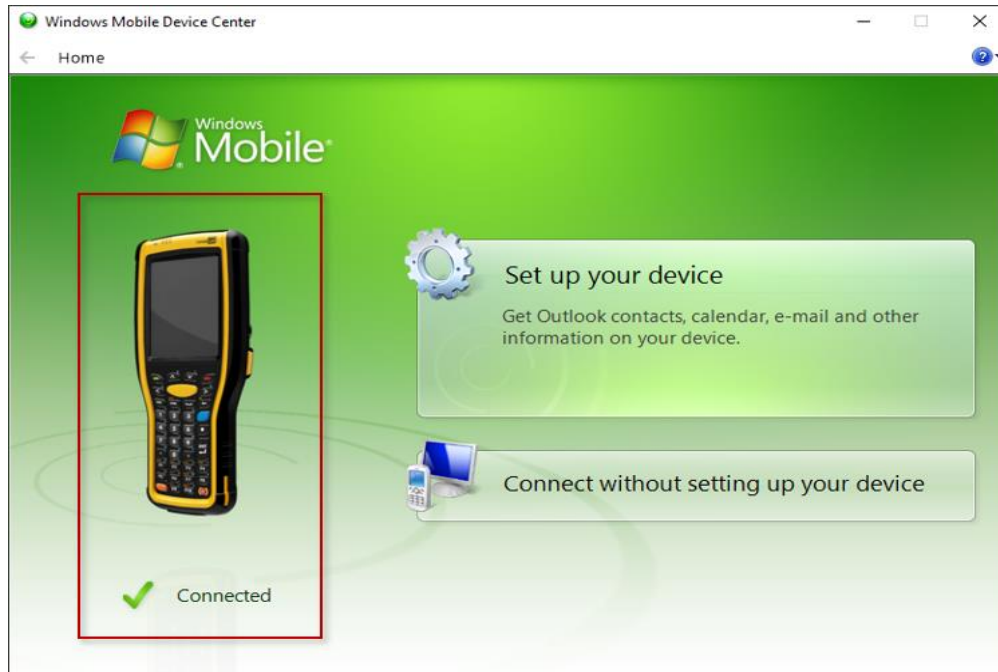 Windows Mobile Device Center
Home
Windows
Mobile
Set up your device
Get Outlook contacts, calendar, e-mail and other
information on your device.
Connect without setting up your device
Connected